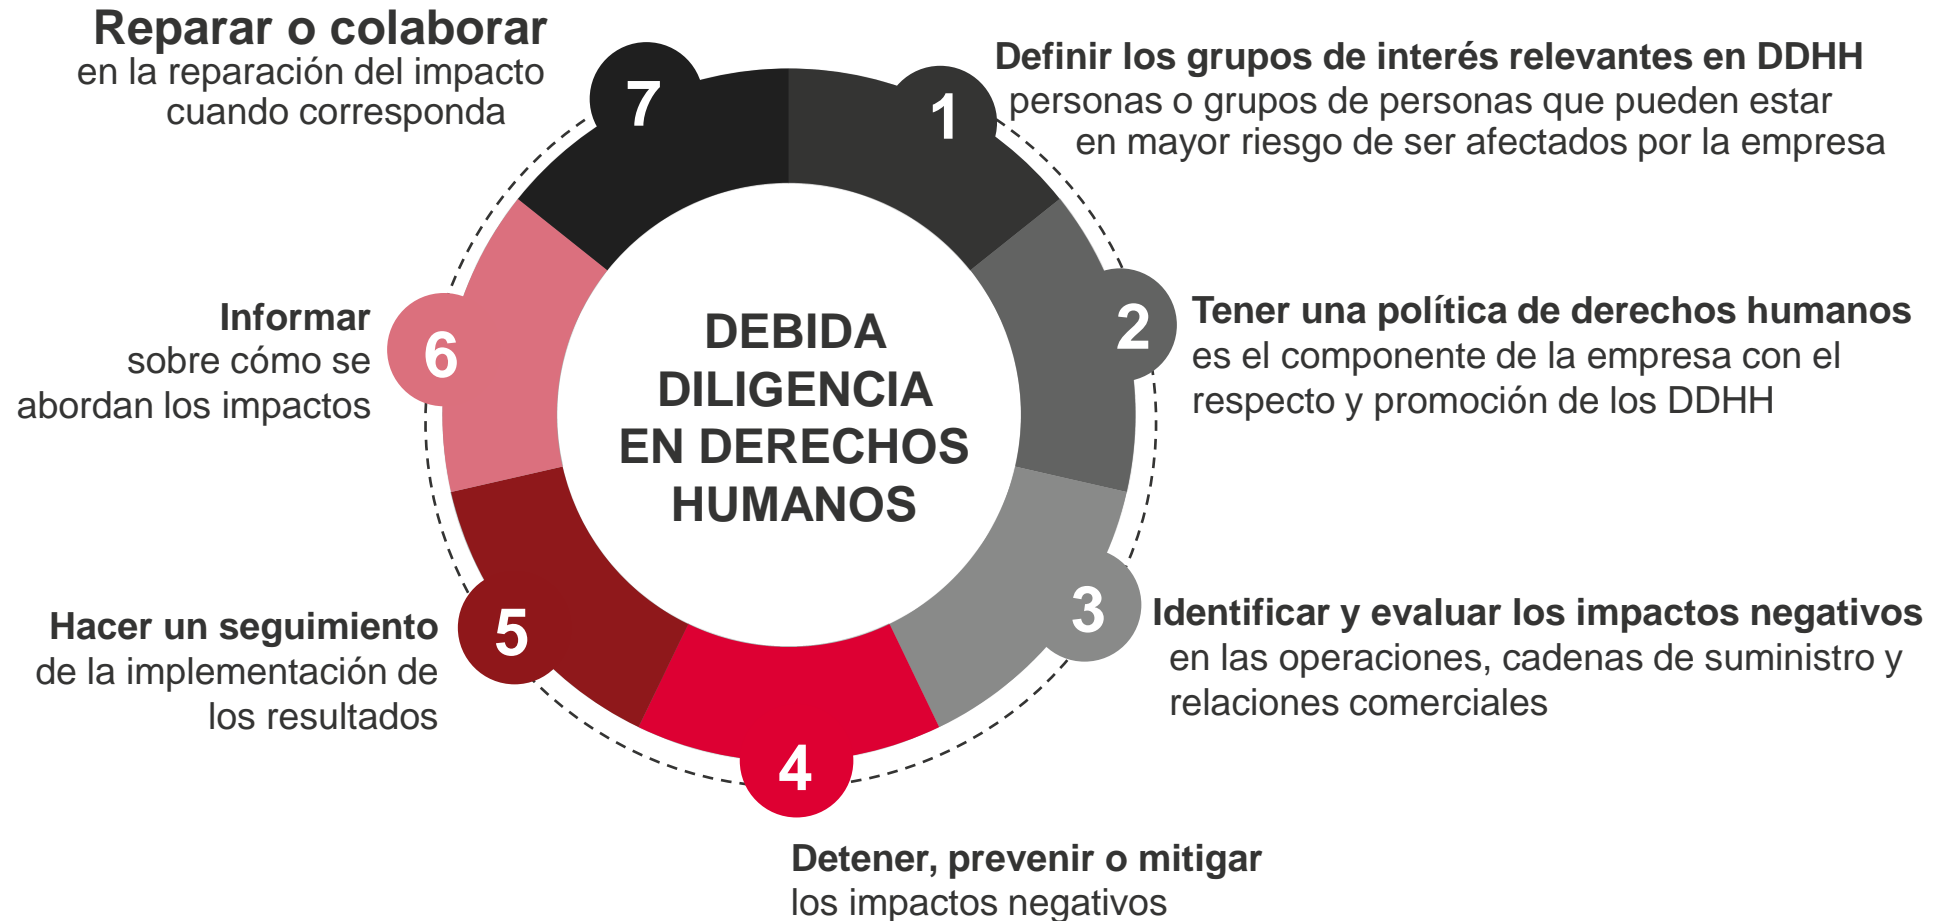 DEBIDA
DILIGENCIA
EN DERECHOS
HUMANOS
1
Definir los grupos de interés relevantes en DDHH
personas o grupos de personas que pueden estar
en mayor riesgo de ser afectados por la empresa
2
Tener una política de derechos humanos
es el componente de la empresa con el
respecto y promoción de los DDHH
3
Identificar y evaluar los impactos negativos
en las operaciones, cadenas de suministro y
relaciones comerciales
4
Detener, prevenir o mitigar
los impactos negativos
5
Hacer un seguimiento
de la implementación de
los resultados
6
Informar
sobre cómo se
abordan los impactos
7
Reparar o colaborar
en la reparación del impacto
cuando corresponda